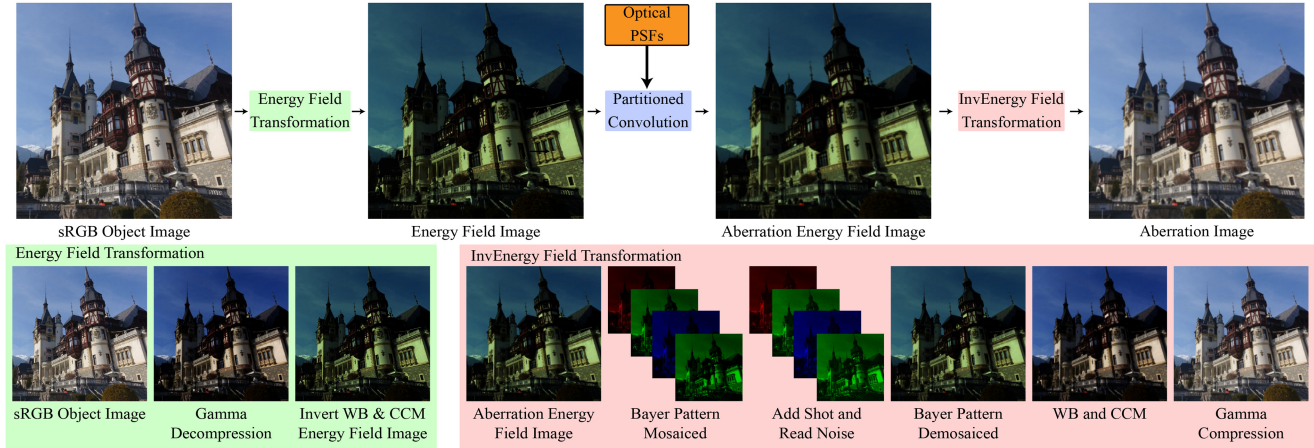 Optical
PSFs
Energy Field
Transformation
Partitioned
Convolution
InvEnergy Field
Transformation
sRGB Object Image
Energy Field Image
Aberration Energy Field Image
Aberration Image
Energy Field Transformation
sRGB Object Image
Gamma
Decompression
Invert WB & CCM
Energy Field Image
InvEnergy Field Transformation
Aberration Energy
Field Image
Bayer Pattern
Mosaiced
Add Shot and
Read Noise
Bayer Pattern
Demosaiced
WB and CCM
Gamma
Compression